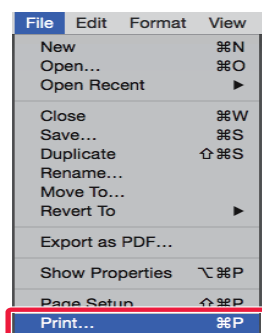 File Edit Format View
New ⌘N
Open... ⌘O
Open Recent ▶
Close ⌘W
Save... ⌘S
Duplicate ⇧⌘S
Rename...
Move To...
Revert To ▶
Export as PDF...
Show Properties ⌥⌘P
Page Setup ⇧⌘P
Print... ⌘P